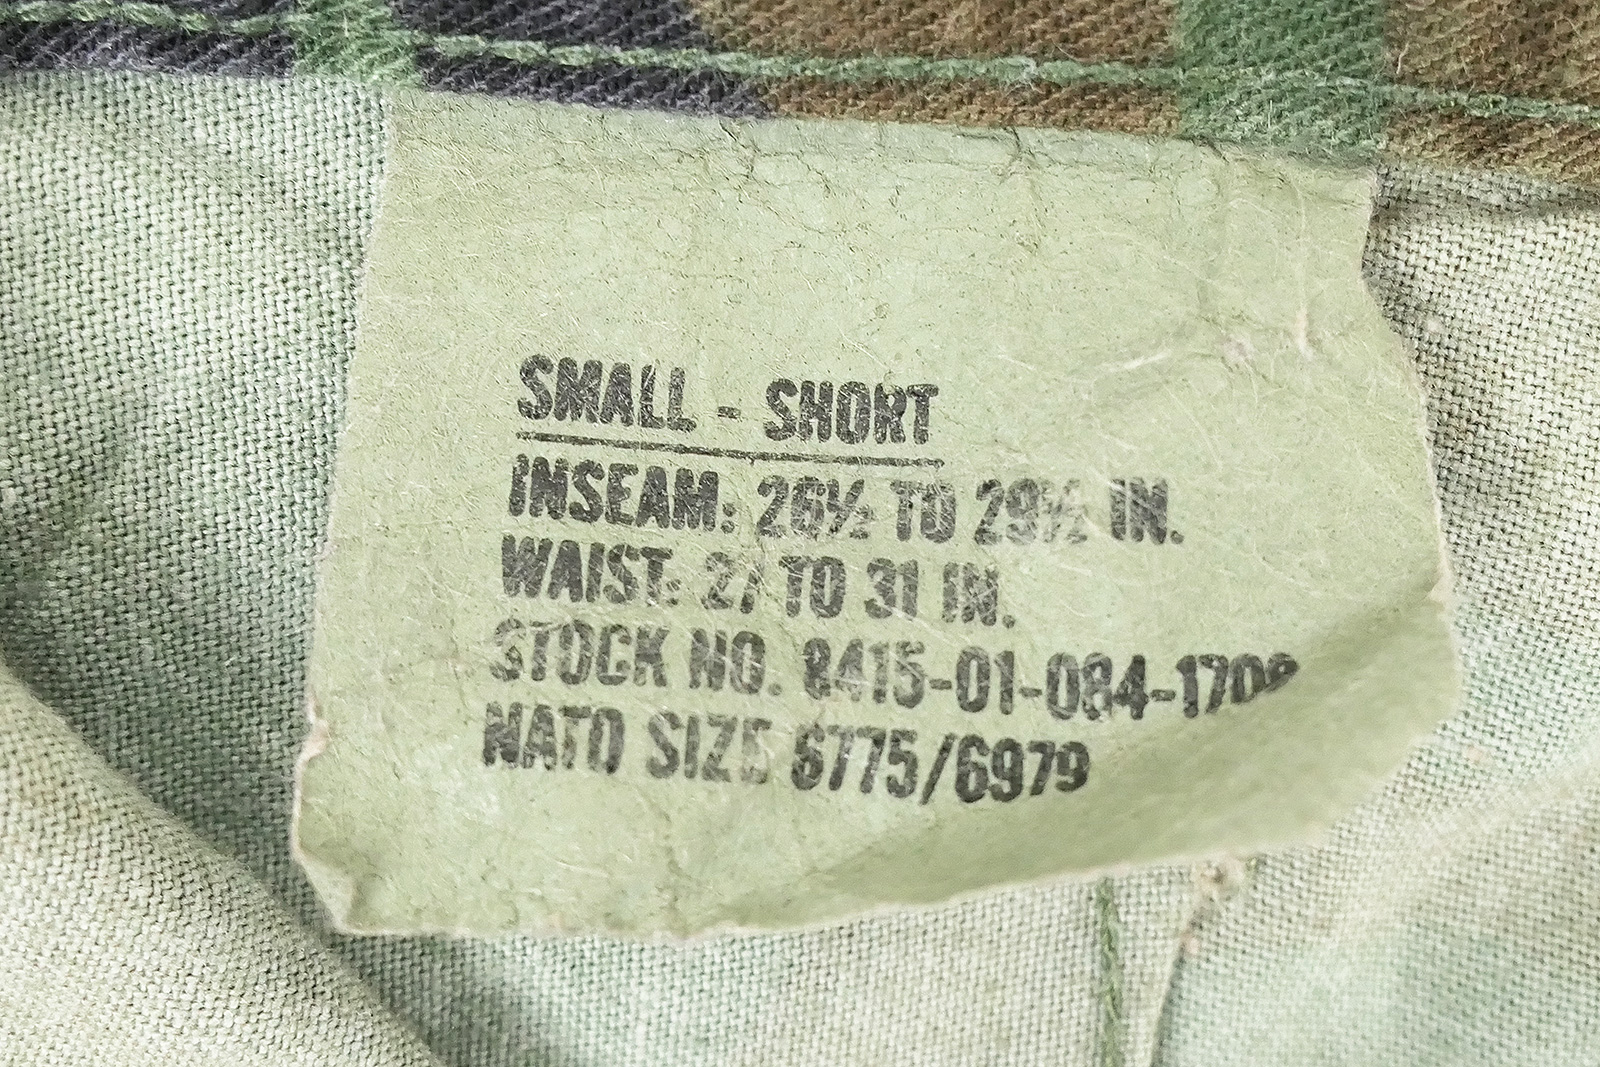 SMALL - SHORT
INSEAM: 26½ TO 29½ IN.
WAIST: 27 TO 31 IN.
STOCK NO. 8415-01-084-1708
NATO SIZE 6775/6979